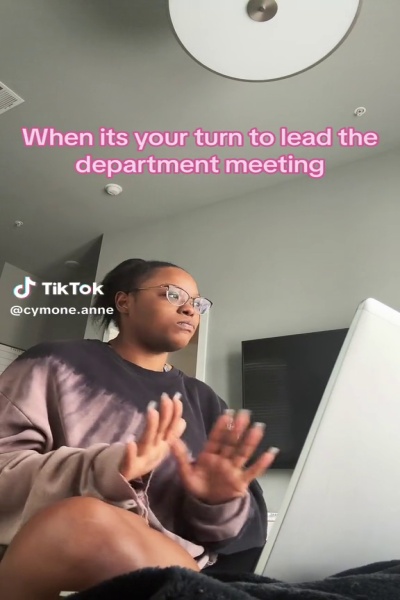 When its your turn to lead the
department meeting
TikTok
@cymone.anne